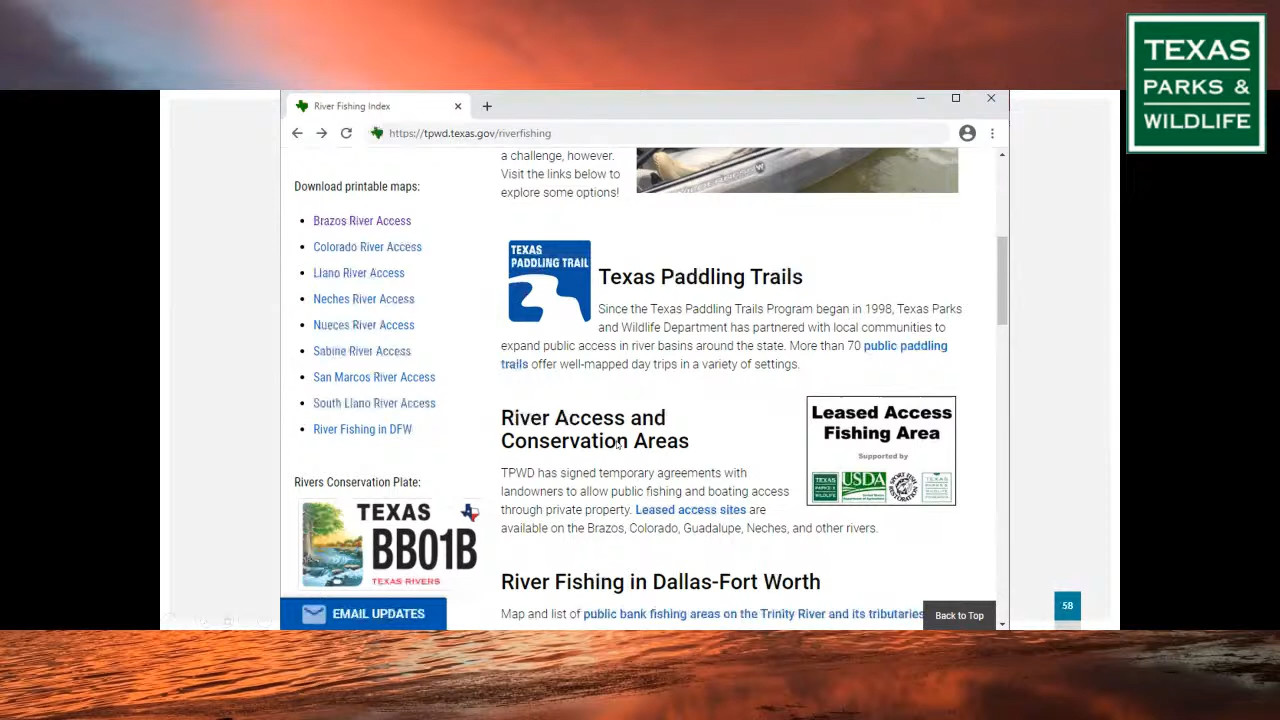 TEXAS
PARKS &
WILDLIFE
River Fishing Index
https://tpwd.texas.gov/riverfishing
Download printable maps:
Brazos River Access
Colorado River Access
Llano River Access
Neches River Access
Nueces River Access
Sabine River Access
San Marcos River Access
South Llano River Access
River Fishing in DFW
Rivers Conservation Plate:
TEXAS
BB01B
TEXAS RIVERS
EMAIL UPDATES
a challenge, however.
Visit the links below to
explore some options!
TEXAS
PADDLING TRAIL
Texas Paddling Trails
Since the Texas Paddling Trails Program began in 1998, Texas Parks
and Wildlife Department has partnered with local communities to
expand public access in river basins around the state. More than 70 public paddling
trails offer well-mapped day trips in a variety of settings.
River Access and
Conservation Areas
TPWD has signed temporary agreements with
landowners to allow public fishing and boating access
through private property. Leased access sites are
available on the Brazos, Colorado, Guadalupe, Neches, and other rivers.
Leased Access
Fishing Area
Supported by
TEXAS
USDA
River Fishing in Dallas-Fort Worth
Map and list of public bank fishing areas on the Trinity River and its tributaries
Back to Top
58